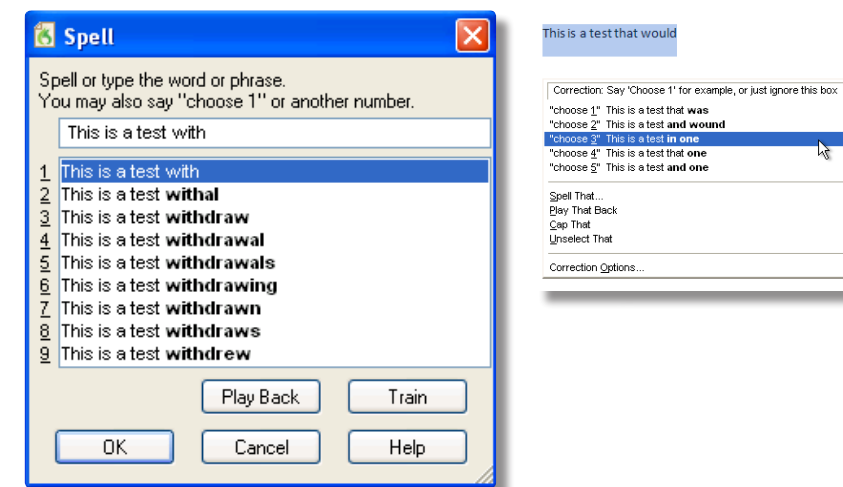 Spell
Spell or type the word or phrase.
You may also say "choose 1" or another number.
This is a test with
1 This is a test with
2 This is a test withal
3 This is a test withdraw
4 This is a test withdrawal
5 This is a test withdrawals
6 This is a test withdrawing
7 This is a test withdrawn
8 This is a test withdraws
9 This is a test withdrew
Play Back
Train
OK
Cancel
Help
This is a test that would
Correction: Say 'Choose 1' for example, or just ignore this box
"choose 1" This is a test that was
"choose 2" This is a test and wound
"choose 3" This is a test in one
"choose 4" This is a test that one
"choose 5" This is a test and one
Spell That...
Play That Back
Cap That
Unselect That
Correction Options...